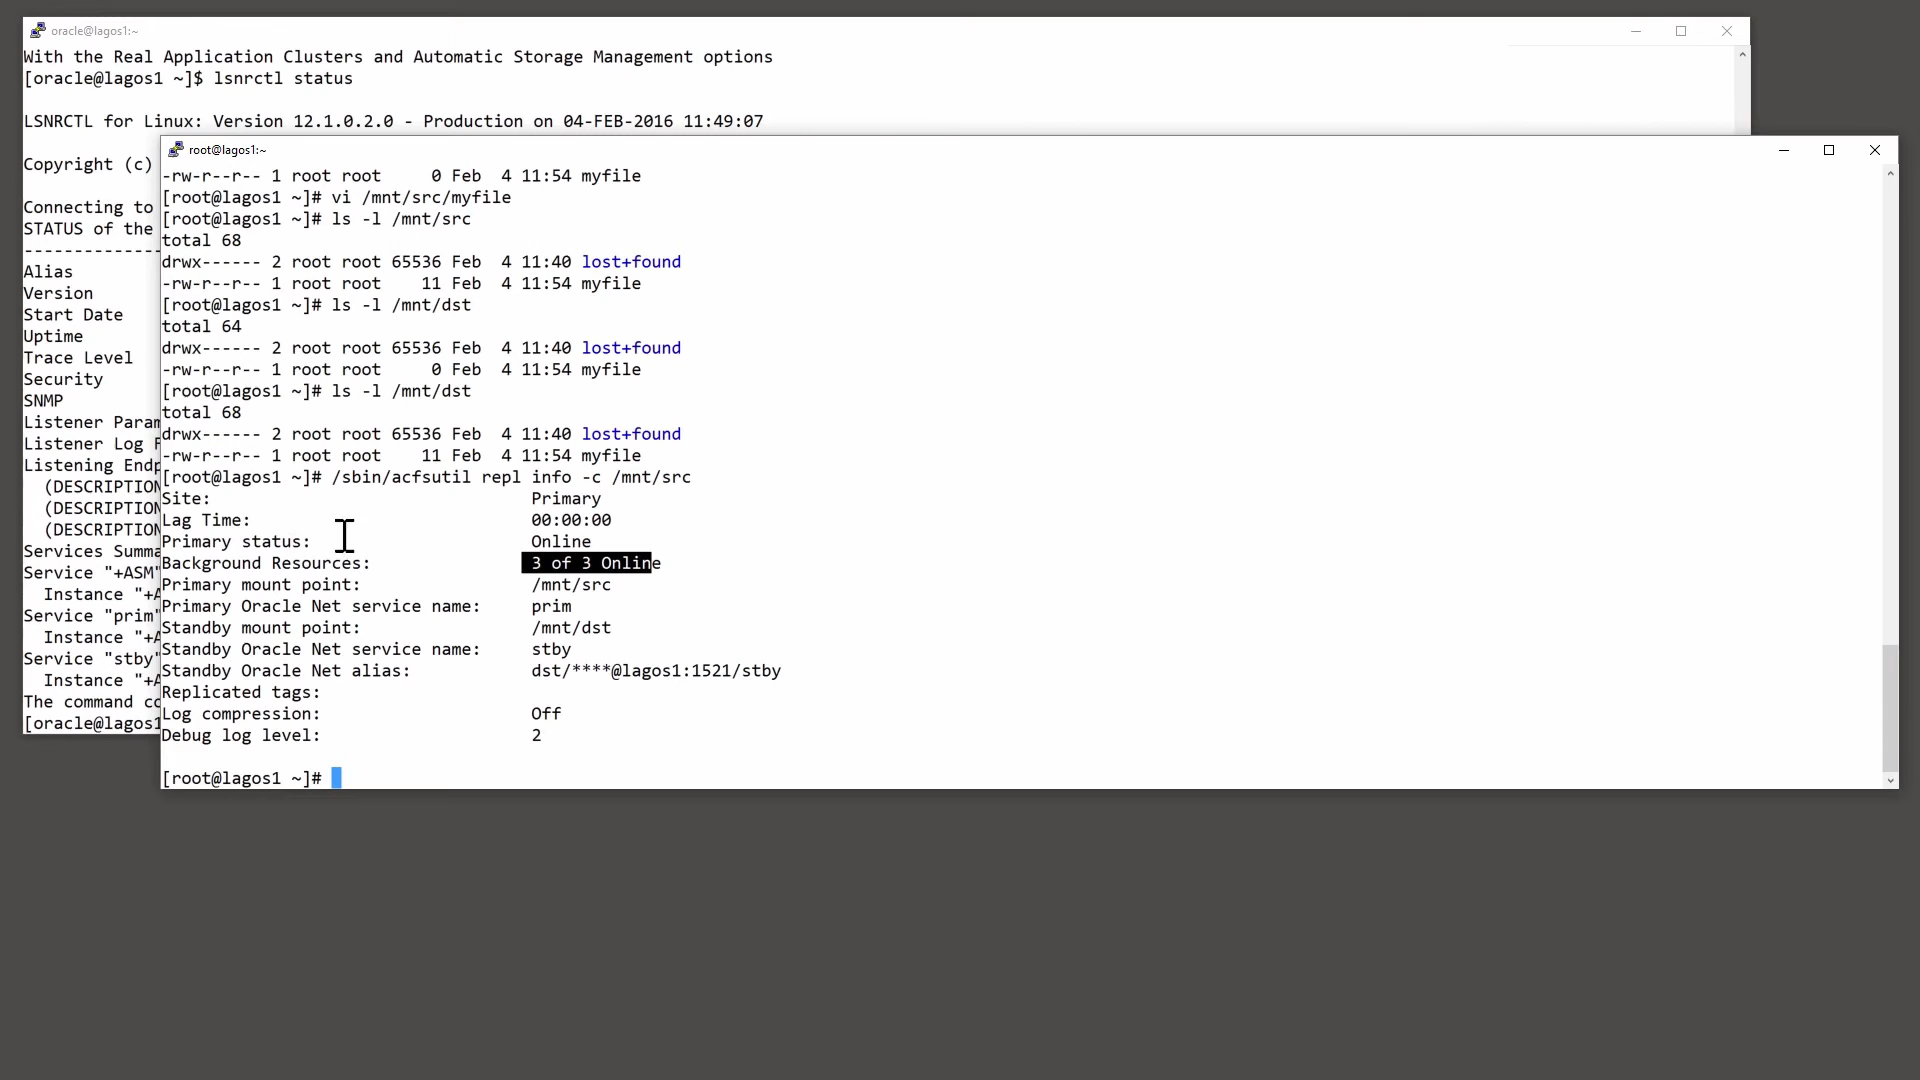 oracle@lagos1:~
With the Real Application Clusters and Automatic Storage Management options
[oracle@lagos1 ~]$ lsnrctl status
LSNRCTL for Linux: Version 12.1.0.2.0 - Production on 04-FEB-2016 11:49:07
Copyright (c)
Connecting to
STATUS of the
----------------
Alias
Version
Start Date
Uptime
Trace Level
Security
SNMP
Listener Param
Listener Log F
Listening Endp
(DESCRIPTION
(DESCRIPTION
(DESCRIPTION
Services Summa
Service "+ASM"
Instance "+A
Service "prim"
Instance "+A
Service "stby"
Instance "+A
The command co
[oracle@lagos1
root@lagos1:~
-rw-r--r-- 1 root root     0 Feb  4 11:54 myfile
[root@lagos1 ~]# vi /mnt/src/myfile
[root@lagos1 ~]# ls -l /mnt/src
total 68
drwx------ 2 root root 65536 Feb  4 11:40 lost+found
-rw-r--r-- 1 root root    11 Feb  4 11:54 myfile
[root@lagos1 ~]# ls -l /mnt/dst
total 64
drwx------ 2 root root 65536 Feb  4 11:40 lost+found
-rw-r--r-- 1 root root     0 Feb  4 11:54 myfile
[root@lagos1 ~]# ls -l /mnt/dst
total 68
drwx------ 2 root root 65536 Feb  4 11:40 lost+found
-rw-r--r-- 1 root root    11 Feb  4 11:54 myfile
[root@lagos1 ~]# /sbin/acfsutil repl info -c /mnt/src
Site: Primary
Lag Time: 00:00:00
Primary status: Online
Background Resources: 3 of 3 Online
Primary mount point: /mnt/src
Primary Oracle Net service name: prim
Standby mount point: /mnt/dst
Standby Oracle Net service name: stby
Standby Oracle Net alias: dst/****@lagos1:1521/stby
Replicated tags:
Log compression: Off
Debug log level: 2
[root@lagos1 ~]#